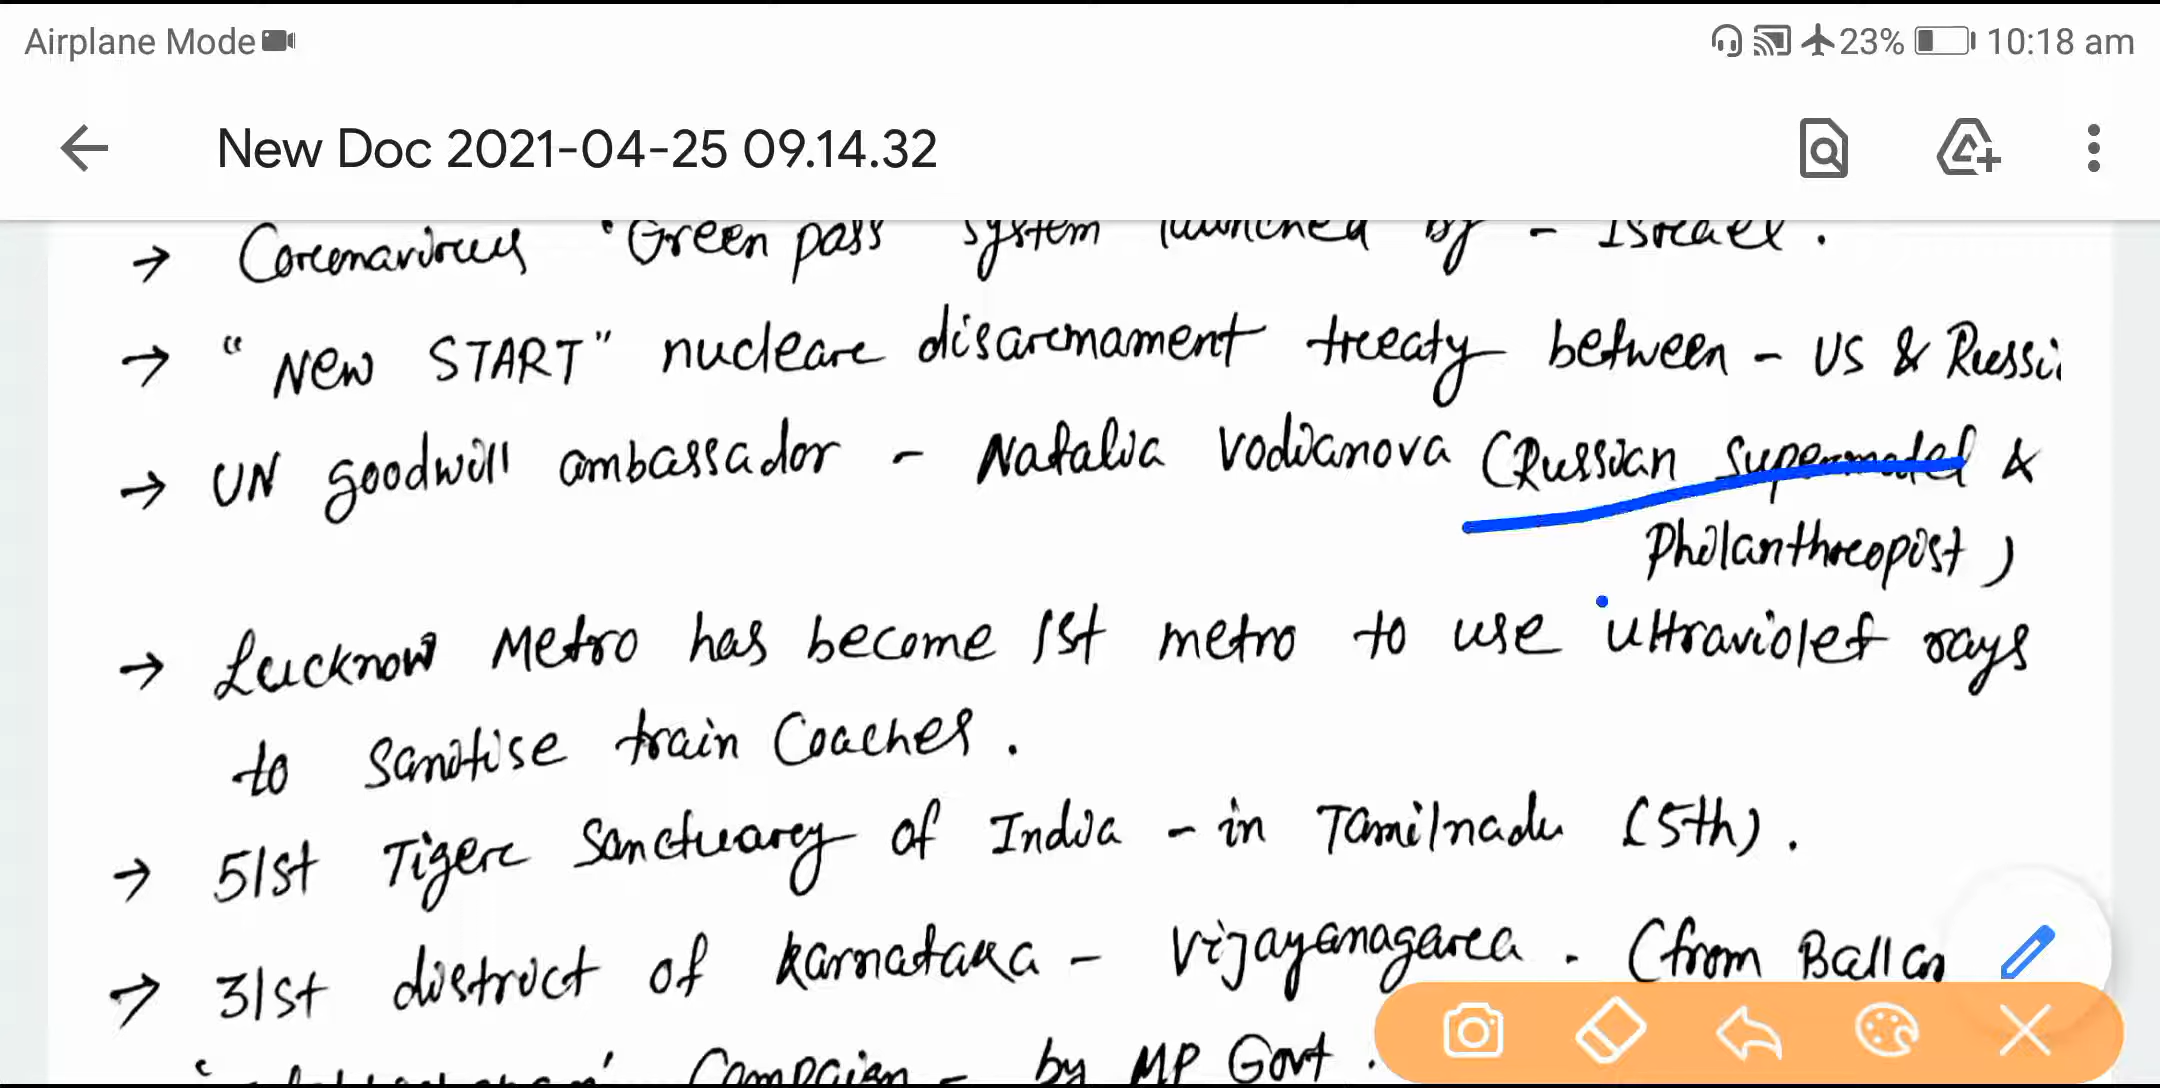 Airplane Mode 23% 10:18 am
New Doc 2021-04-25 09.14.32
→ Coronavirus 'Green pass system launched by - Israel.
→ "New START" nuclear disarmament treaty between - US & Russi
→ UN goodwill ambassador - Natalia Vodianova (Russian Supermodel &
Philanthropist)
→ Lucknow Metro has become 1st metro to use ultraviolet rays
to sanitise train coaches.
→ 51st Tiger Sanctuary of India - in Tamilnadu (5th).
→ 31st district of Karnataka - Vijayanagara. (from Ballar
Campaign - by MP Govt.